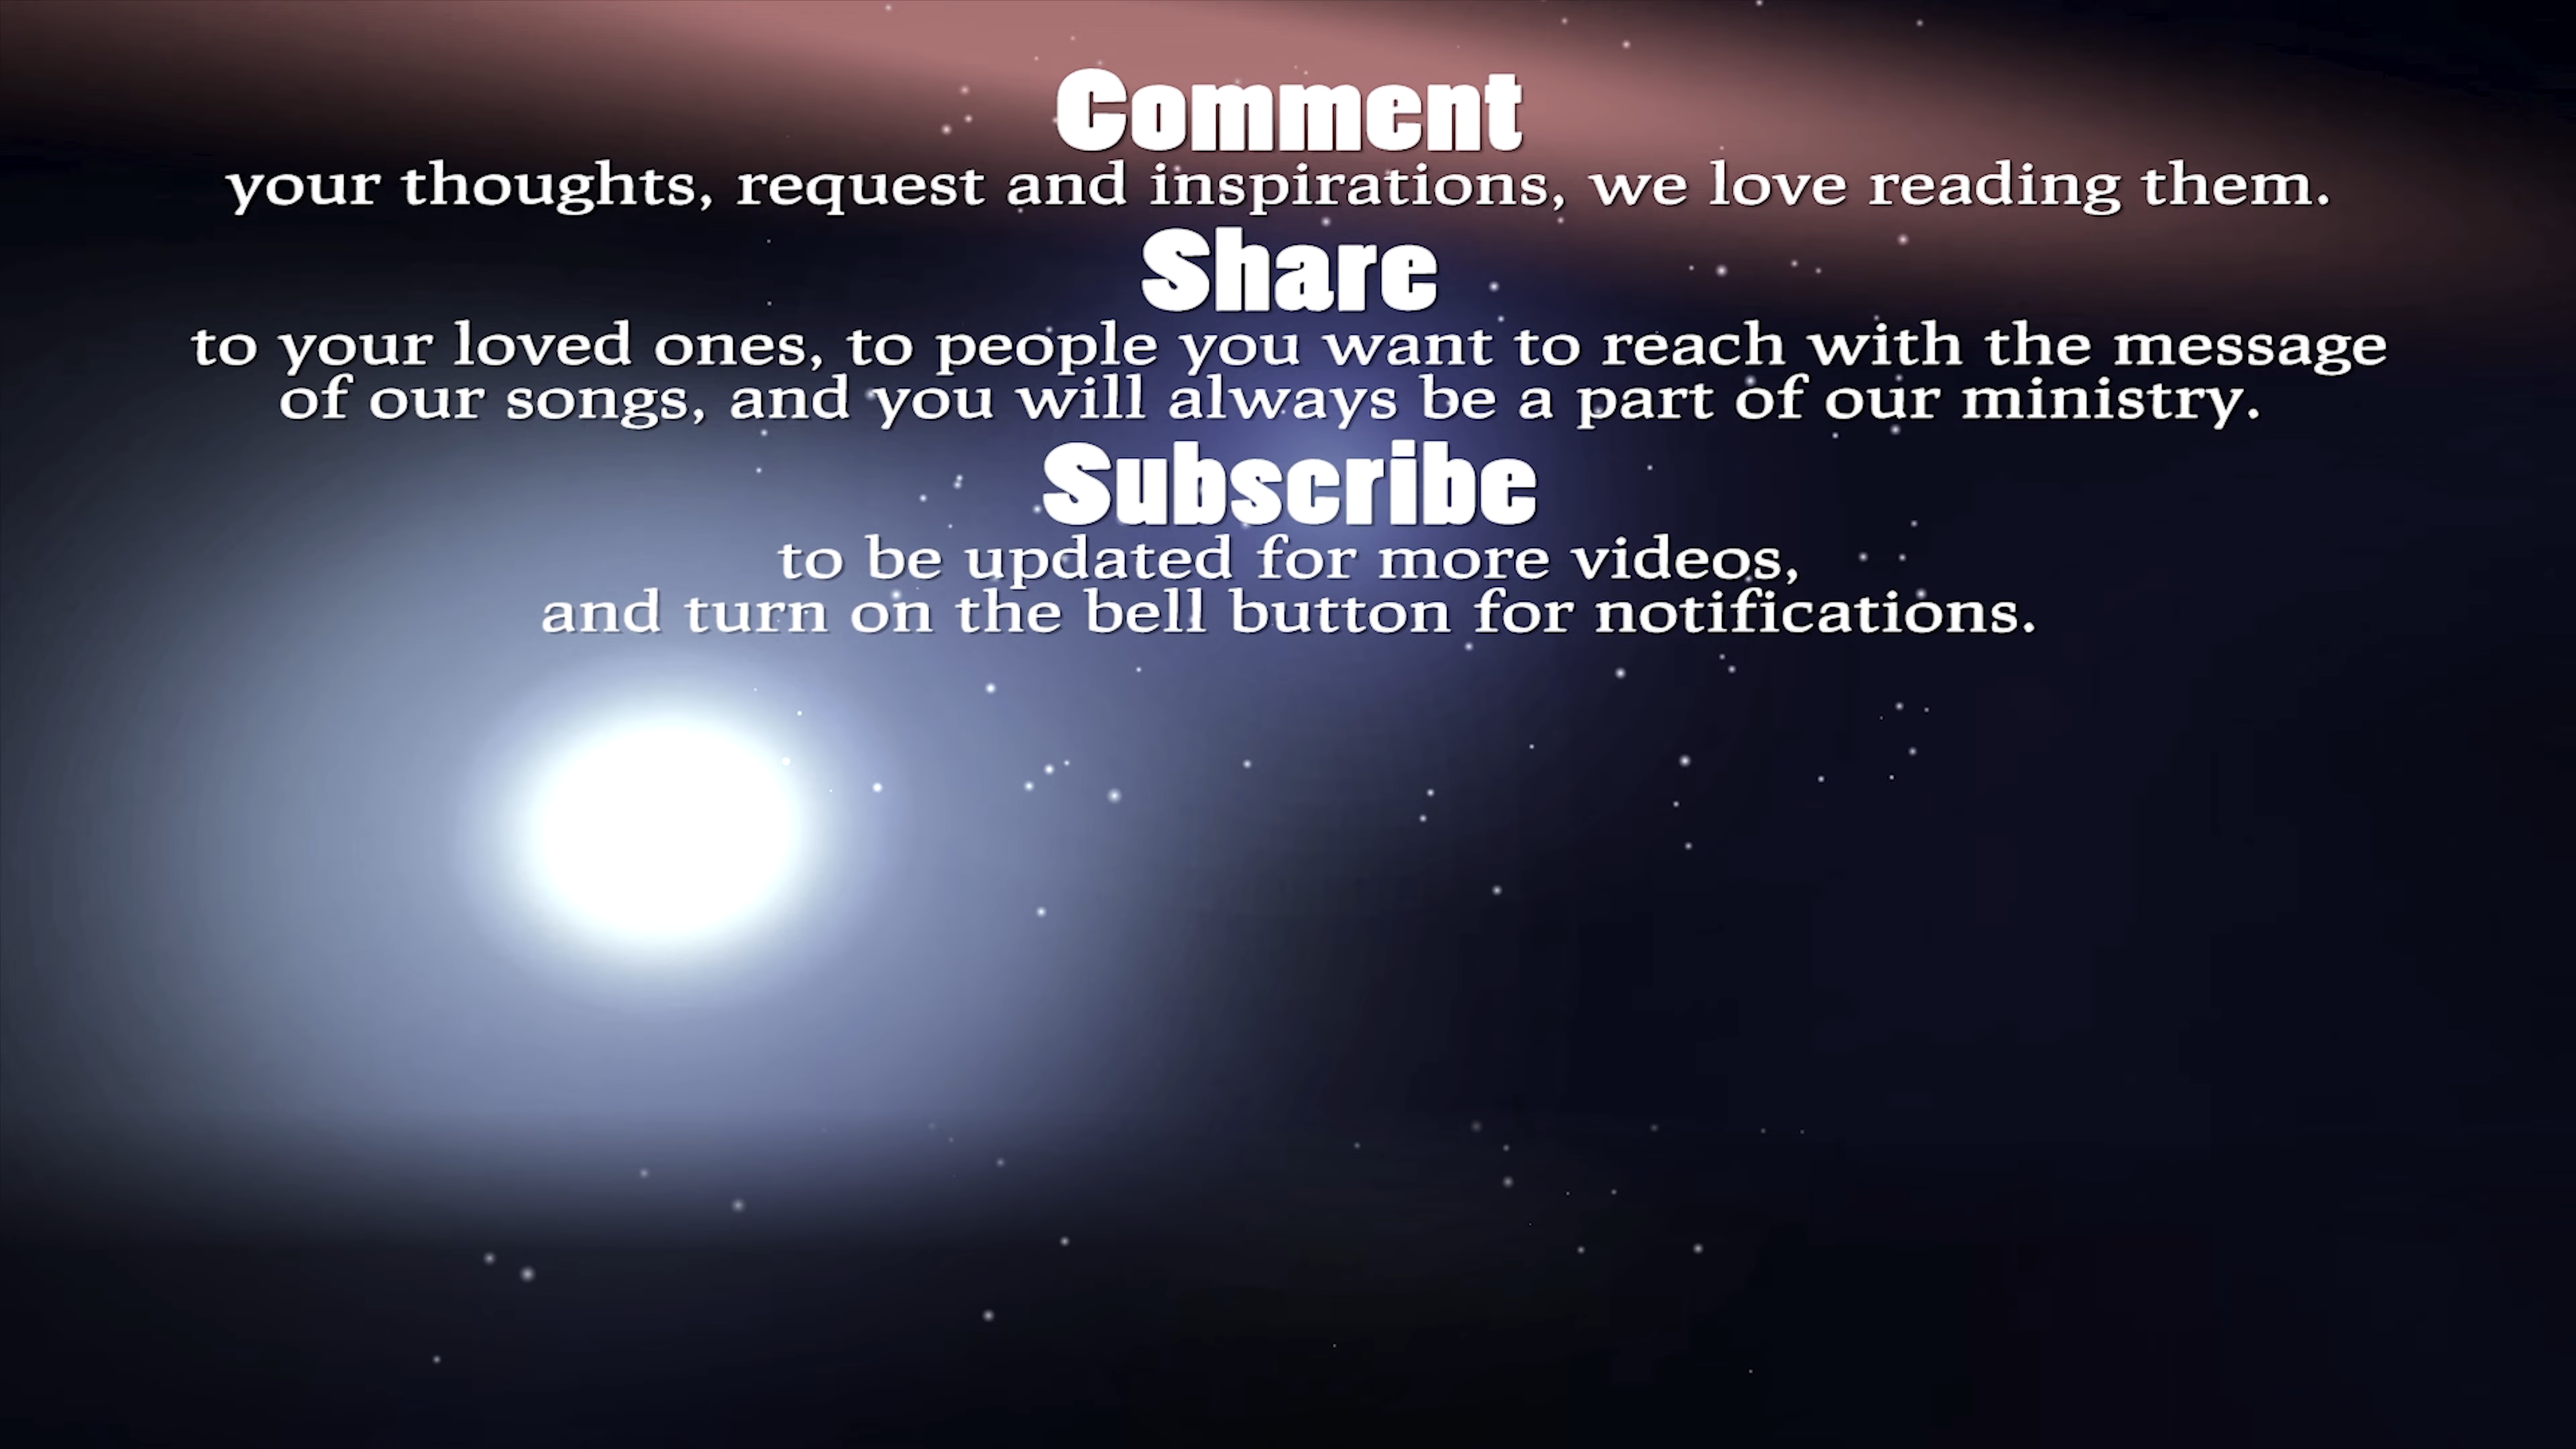 Comment
your thoughts, request and inspirations, we love reading them.
Share
to your loved ones, to people you want to reach with the message
of our songs, and you will always be a part of our ministry.
Subscribe
to be updated for more videos,
and turn on the bell button for notifications.